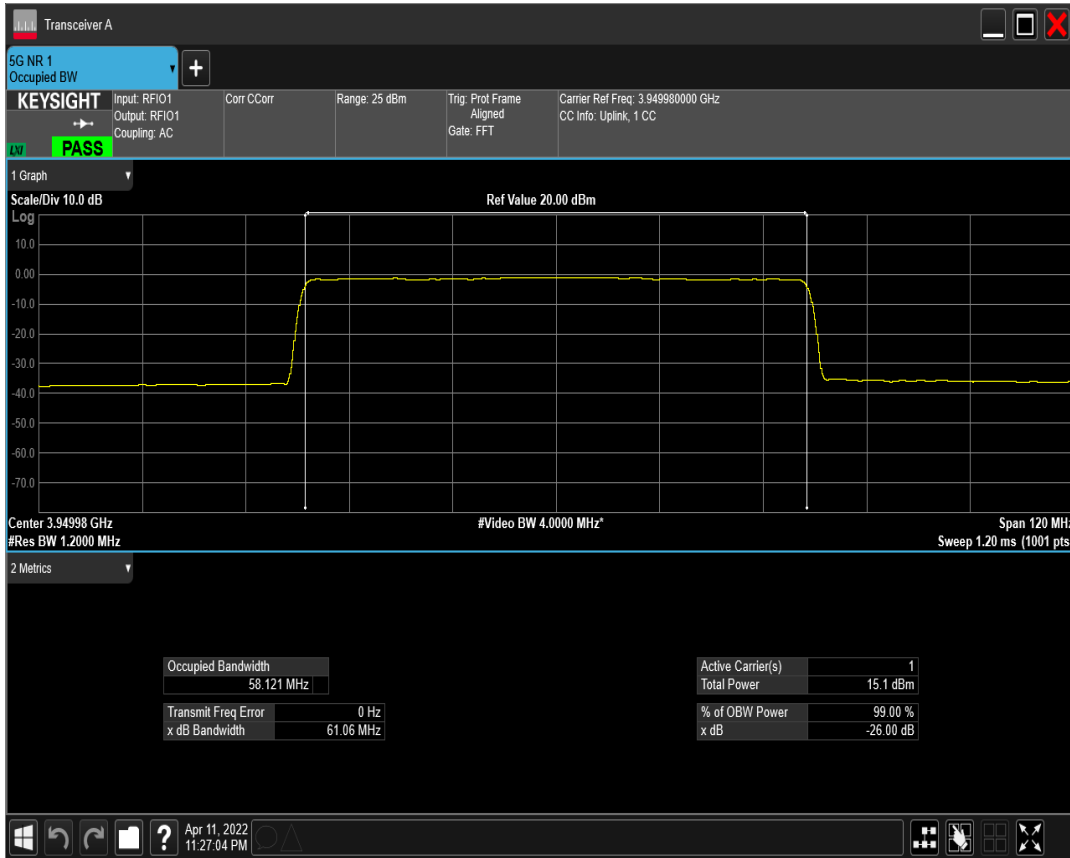 Transceiver A
5G NR 1
Occupied BW
+
KEYSIGHT
LXI PASS
Input: RFIO1
Output: RFIO1
Coupling: AC
Corr CCorr
Range: 25 dBm
Trig: Prot Frame
Aligned
Gate: FFT
Carrier Ref Freq: 3.949980000 GHz
CC Info: Uplink, 1 CC
1 Graph
Scale/Div 10.0 dB
Ref Value 20.00 dBm
Log
10.0
0.00
-10.0
-20.0
-30.0
-40.0
-50.0
-60.0
-70.0
Center 3.94998 GHz
#Video BW 4.0000 MHz*
Span 120 MHz
#Res BW 1.2000 MHz
Sweep 1.20 ms (1001 pts
2 Metrics
Occupied Bandwidth
58.121 MHz
Transmit Freq Error 0 Hz
x dB Bandwidth 61.06 MHz
Active Carrier(s) 1
Total Power 15.1 dBm
% of OBW Power 99.00 %
x dB -26.00 dB
?
Apr 11, 2022
11:27:04 PM